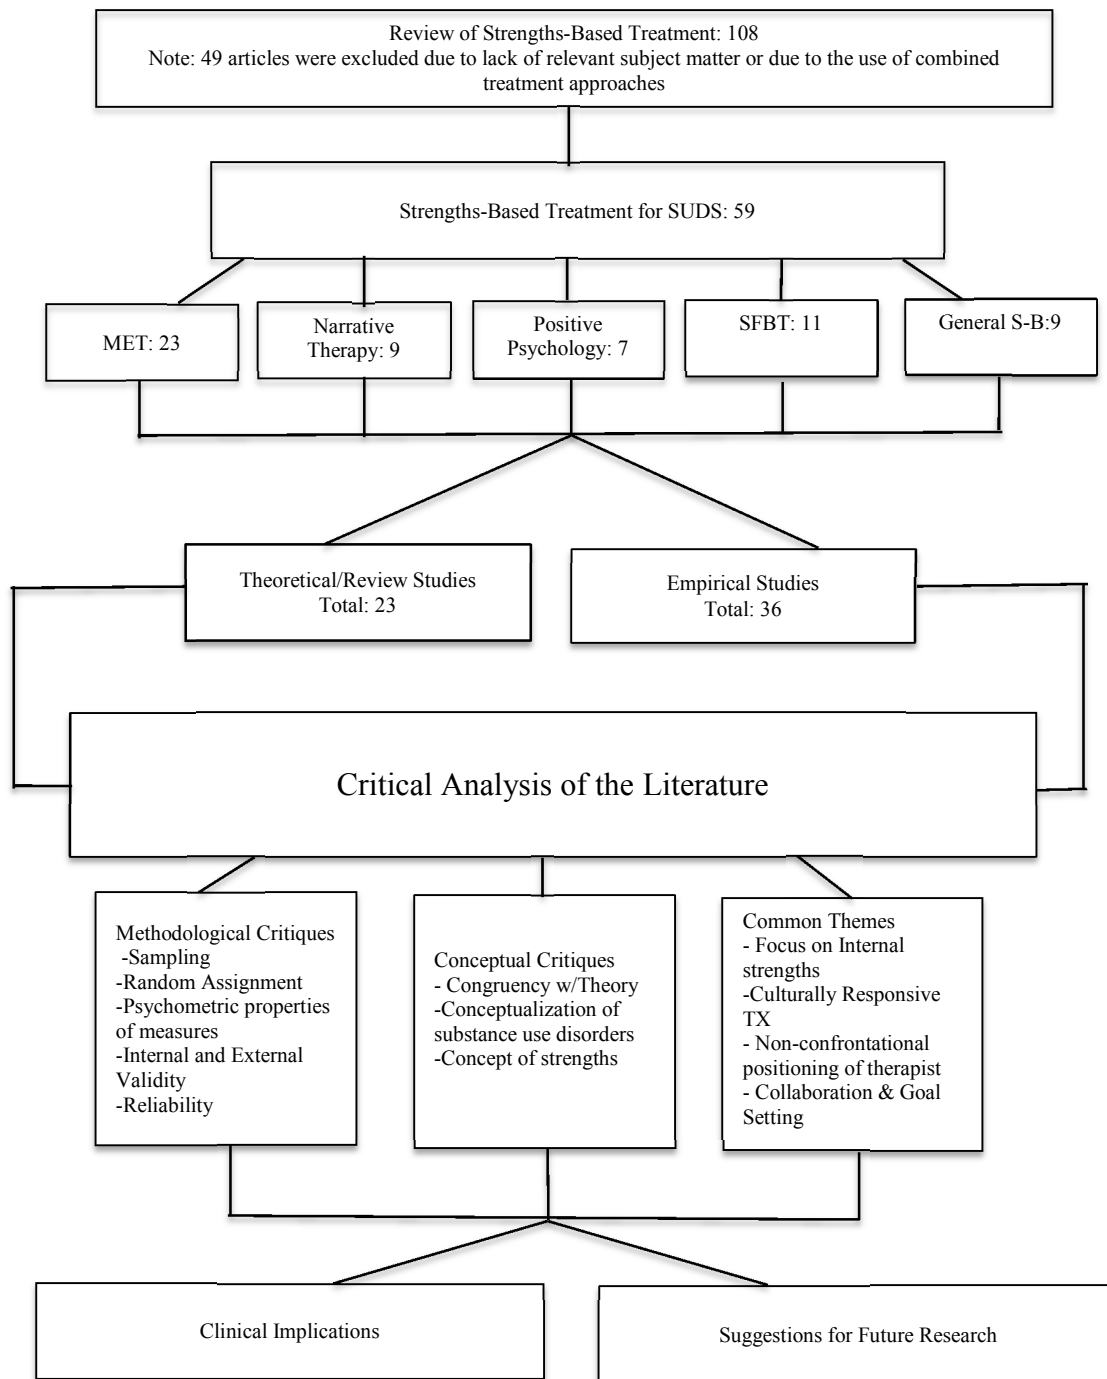 Review of Strengths-Based Treatment: 108
Note: 49 articles were excluded due to lack of relevant subject matter or due to the use of combined
treatment approaches
Strengths-Based Treatment for SUDS: 59
MET: 23
Narrative
Therapy: 9
Positive
Psychology: 7
SFBT: 11
General S-B:9
Theoretical/Review Studies
Total: 23
Empirical Studies
Total: 36
Critical Analysis of the Literature
Methodological Critiques
-Sampling
-Random Assignment
-Psychometric properties
of measures
-Internal and External
Validity
-Reliability
Conceptual Critiques
- Congruency w/Theory
-Conceptualization of
substance use disorders
-Concept of strengths
Common Themes
- Focus on Internal
strengths
-Culturally Responsive
TX
- Non-confrontational
positioning of therapist
- Collaboration & Goal
Setting
Clinical Implications
Suggestions for Future Research